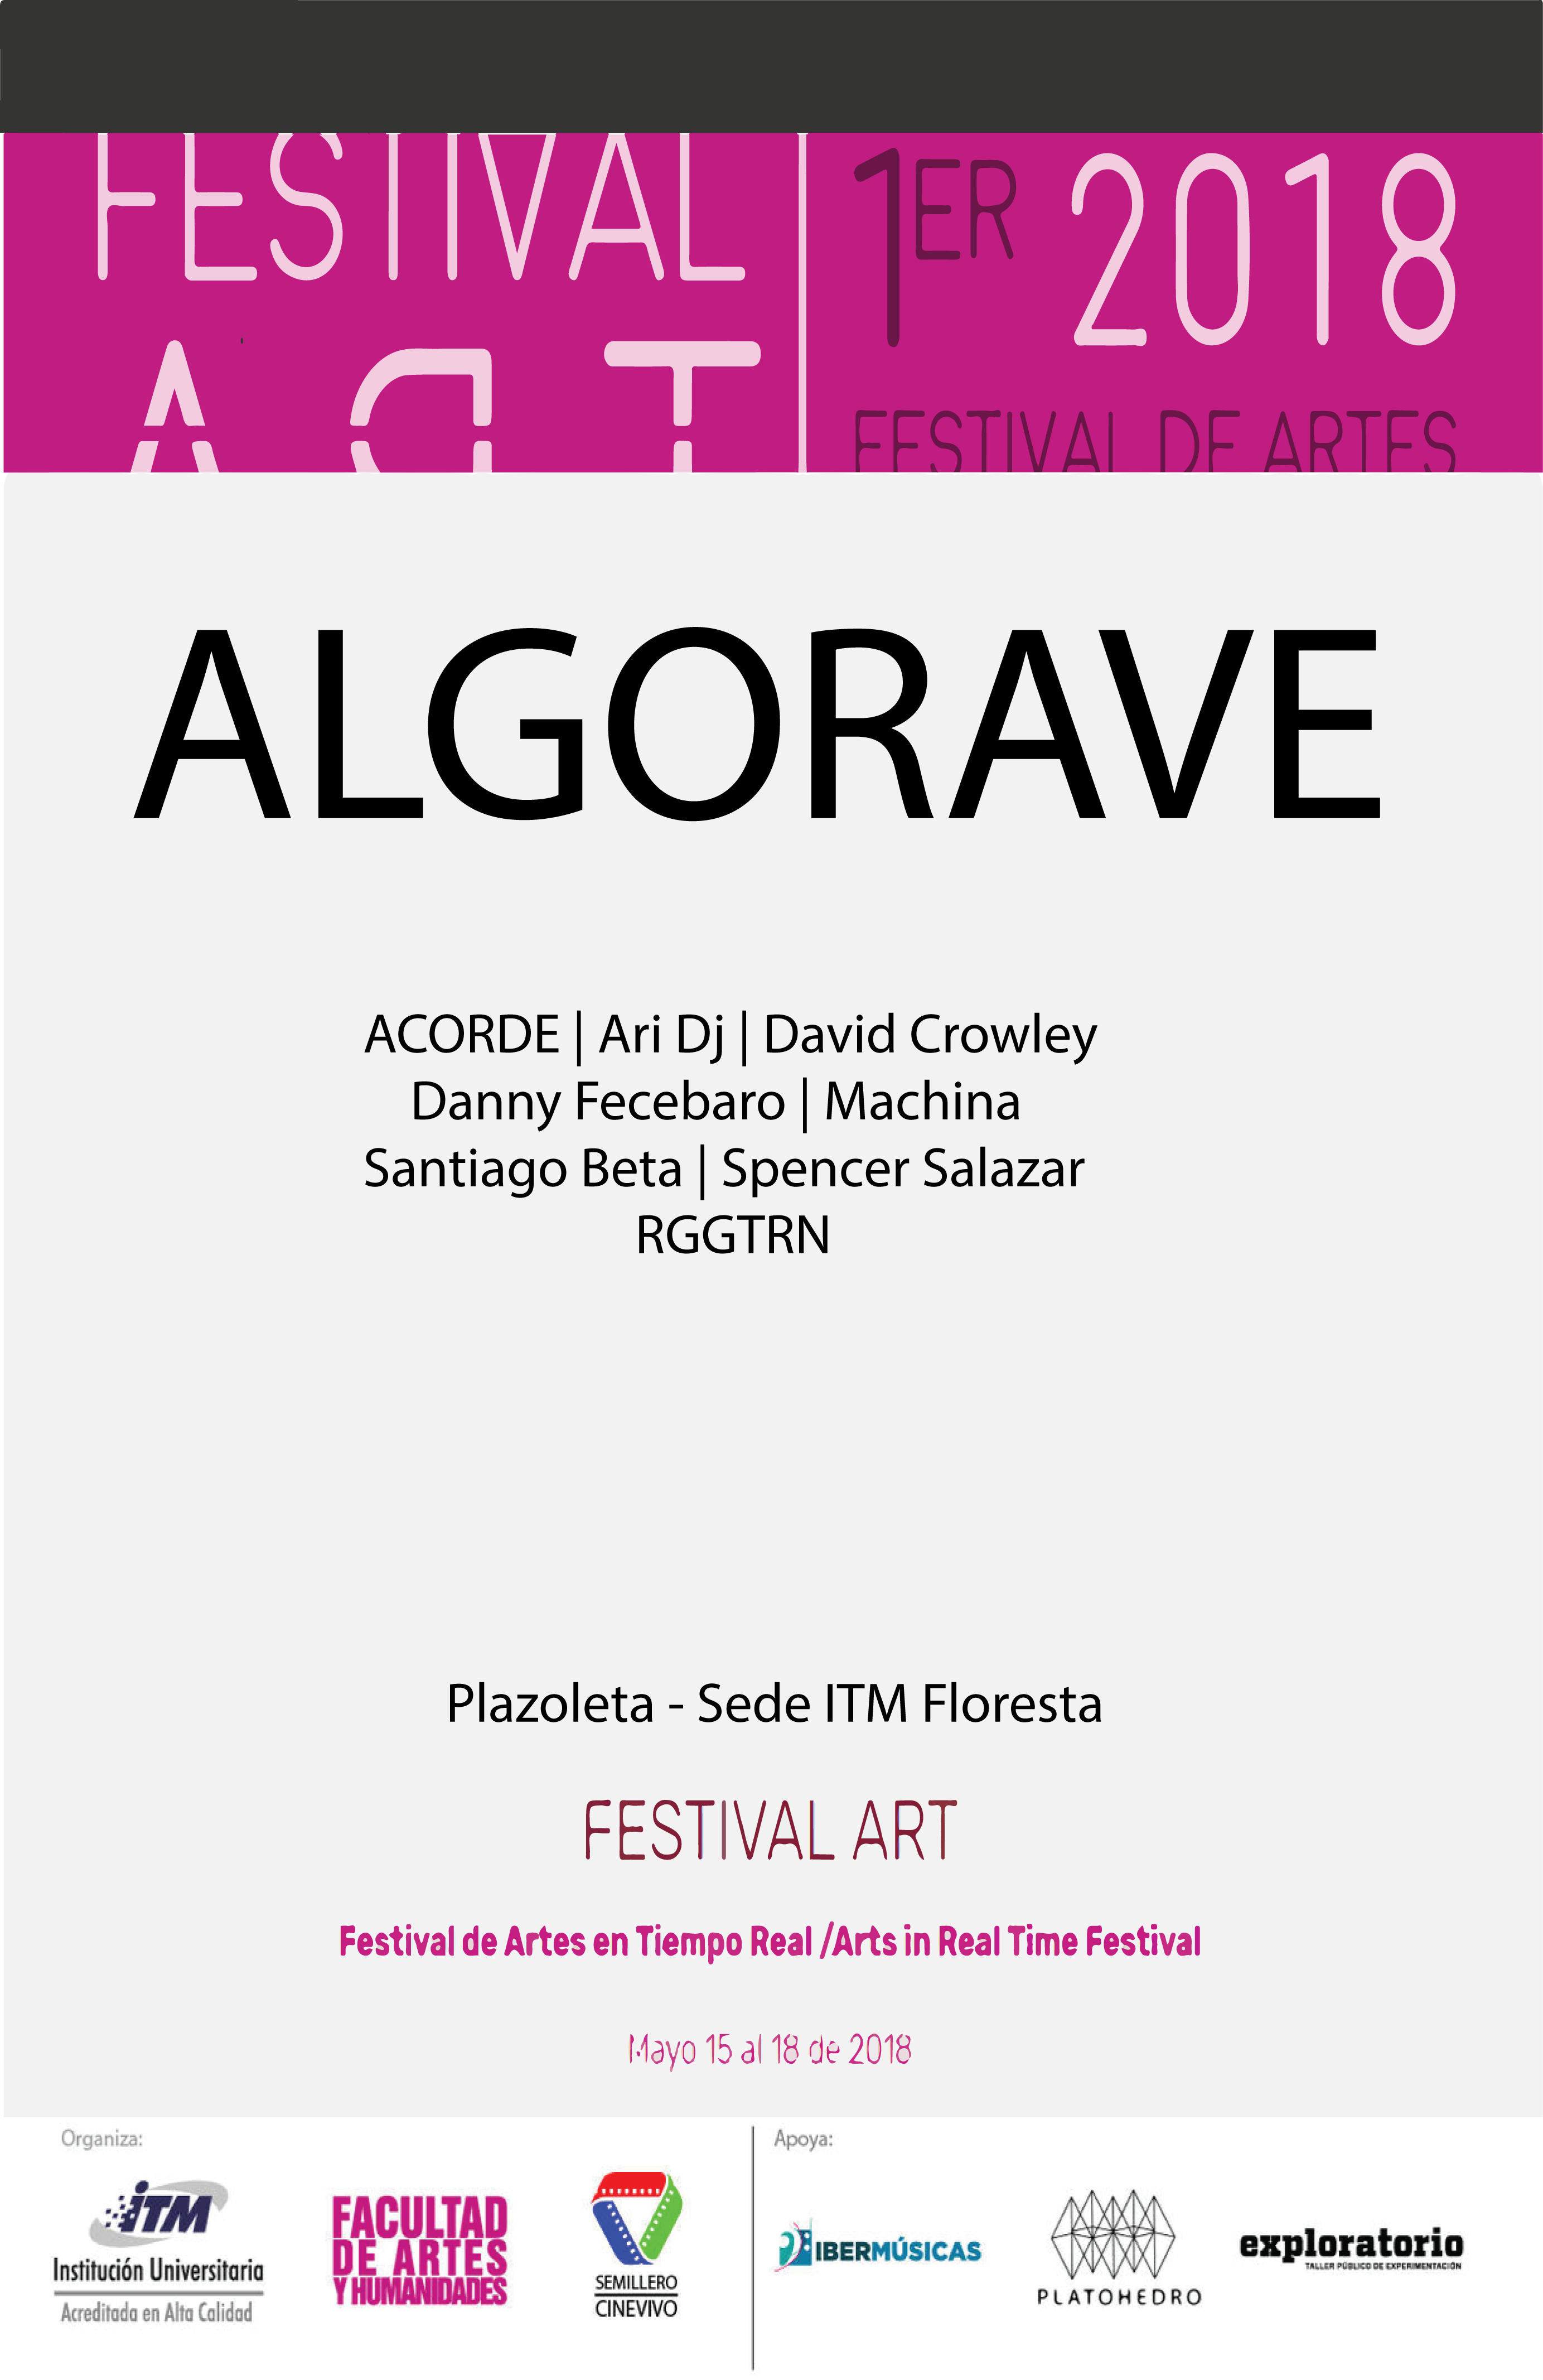 FESTIVAL
1ER 2018
FESTIVAL DE ARTES
ALGORAVE
ACORDE | Ari Dj | David Crowley
Danny Fecebaro | Machina
Santiago Beta | Spencer Salazar
RGGTRN
Plazoleta - Sede ITM Floresta
FESTIVAL ART
Festival de Artes en Tiempo Real /Arts in Real Time Festival
Mayo 15 al 18 de 2018
Organiza:
iTM
Institución Universitaria
Acreditada en Alta Calidad
FACULTAD
DE ARTES
Y HUMANIDADES
SEMILLERO
CINEVIVO
Apoya:
IBERMÚSICAS
PLATOHEDRO
exploratorio
TALLER PÚBLICO DE EXPERIMENTACIÓN